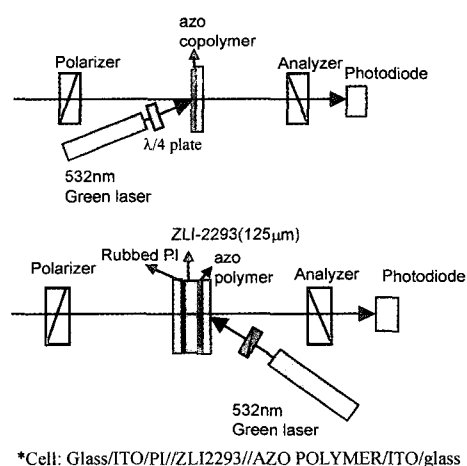 azo
copolymer
Polarizer
Analyzer
Photodiode
λ/4 plate
532nm
Green laser
ZLI-2293(125μm)
Rubbed PI
azo
polymer
Polarizer
Analyzer
Photodiode
532nm
Green laser
*Cell: Glass/ITO/PI//ZLI2293//AZO POLYMER/ITO/glass